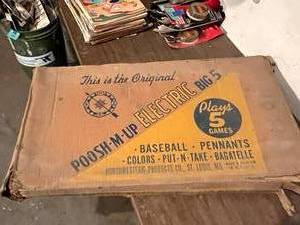 This is the Original
POOSH-M-UP ELECTRIC BIG 5
Plays
5
GAMES
· BASEBALL · PENNANTS
· COLORS · PUT-N-TAKE · BAGATELLE
NORTHWESTERN PRODUCTS CO., ST. LOUIS, MO.